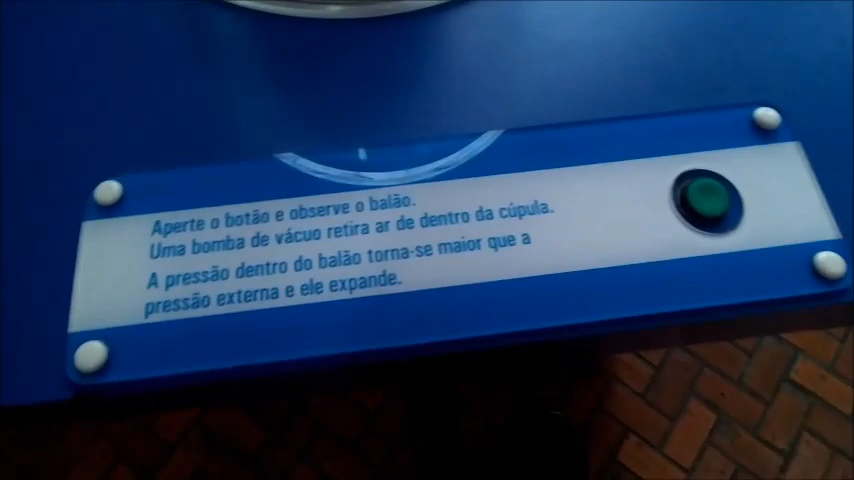 Aperte o botão e observe o balão.
Uma bomba de vácuo retira ar de dentro da cúpula.
A pressão dentro do balão torna-se maior que a
pressão externa e ele expande.